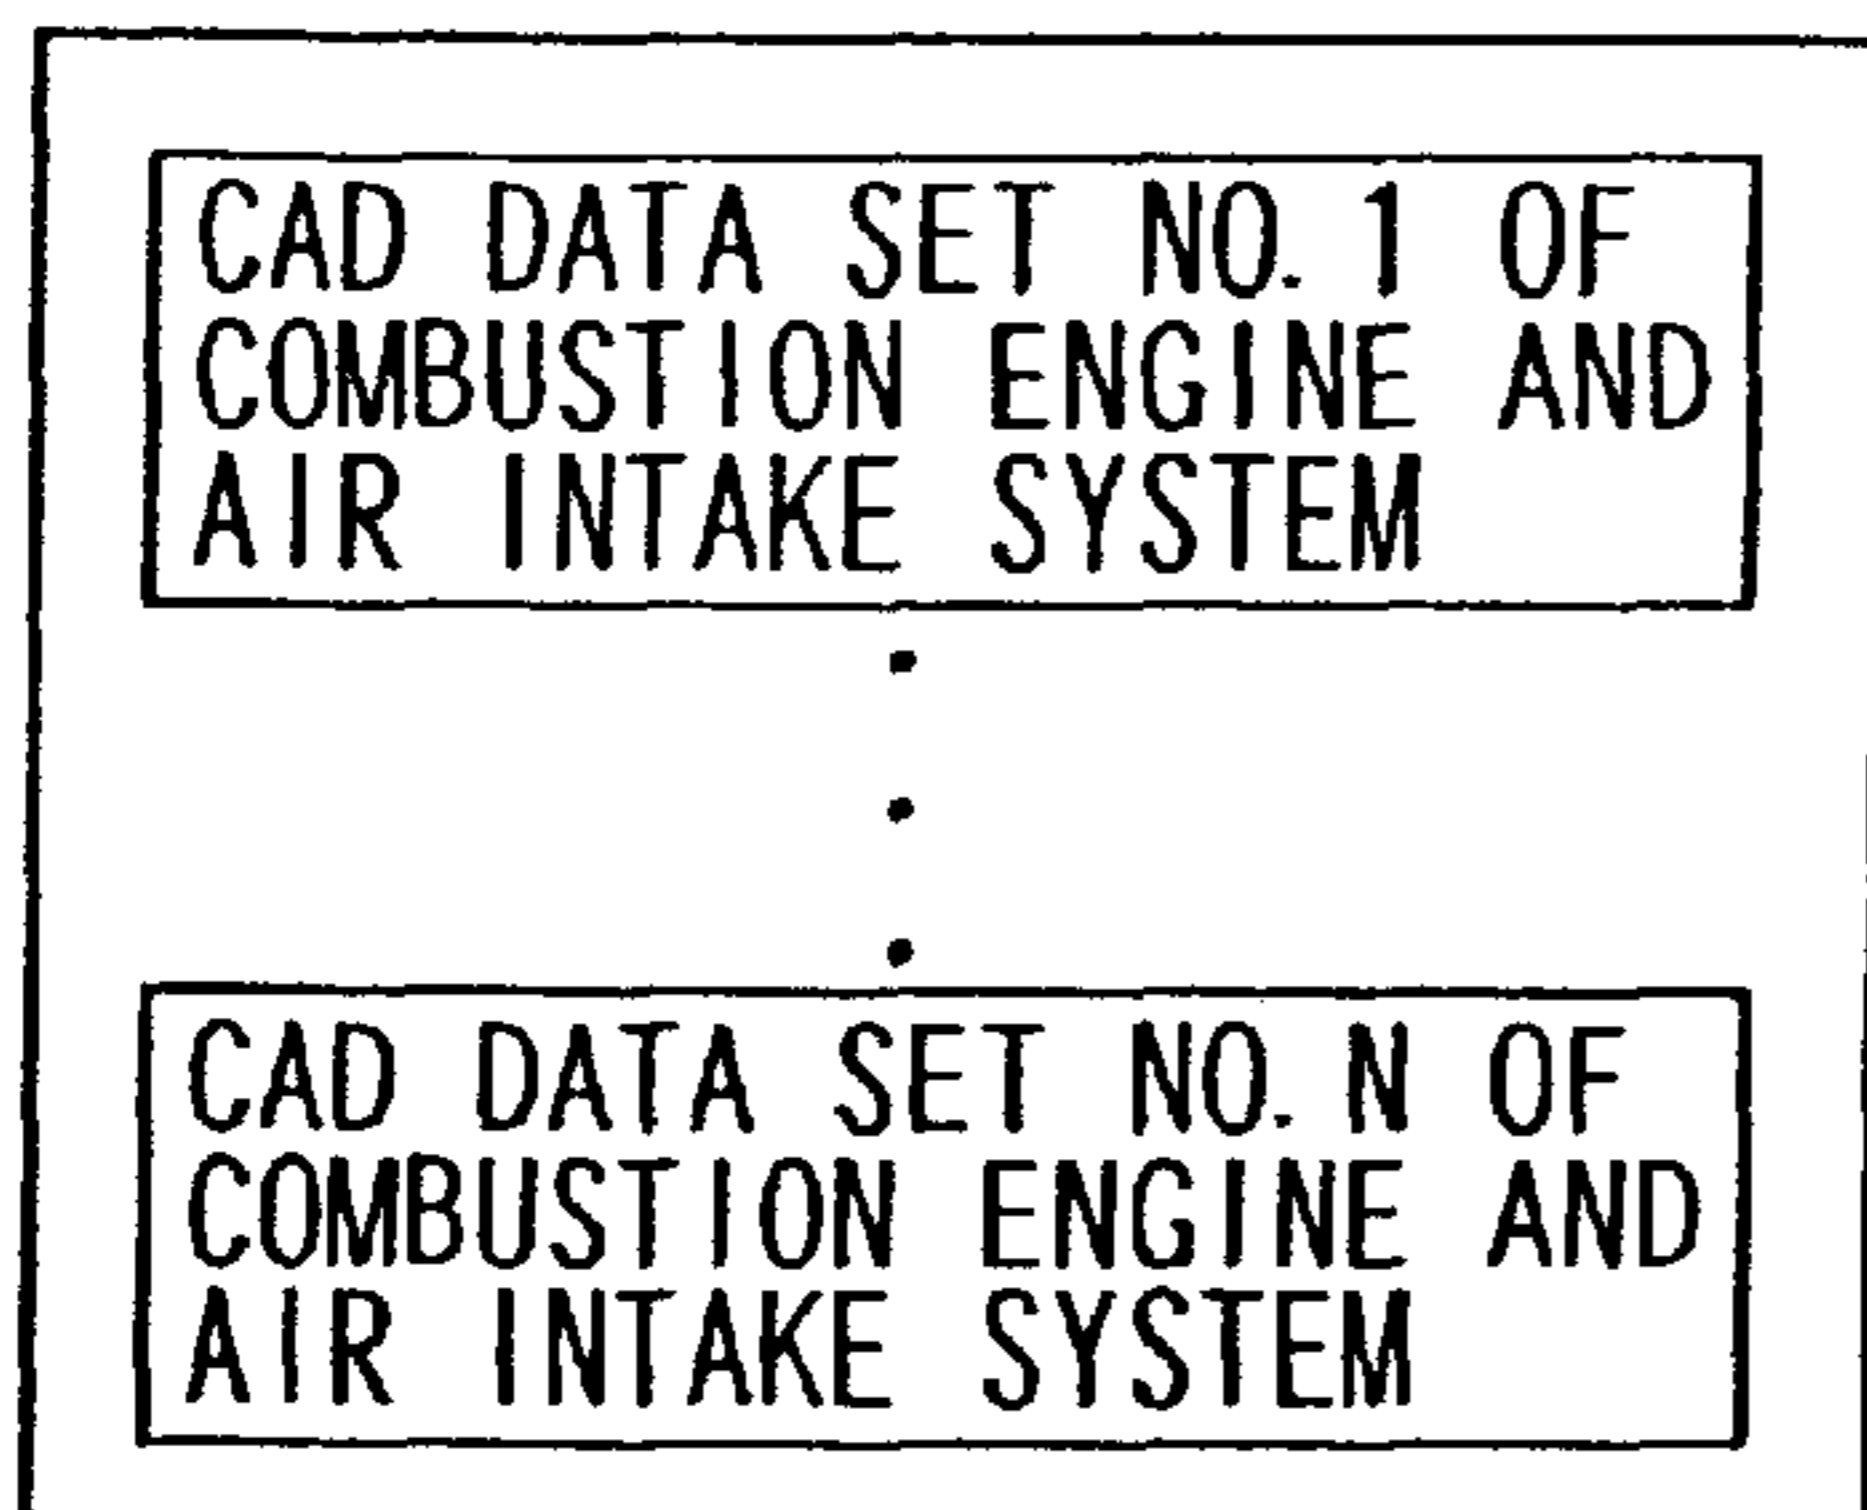 CAD DATA SET NO. 1 OF
COMBUSTION ENGINE AND
AIR INTAKE SYSTEM
CAD DATA SET NO. N OF
COMBUSTION ENGINE AND
AIR INTAKE SYSTEM